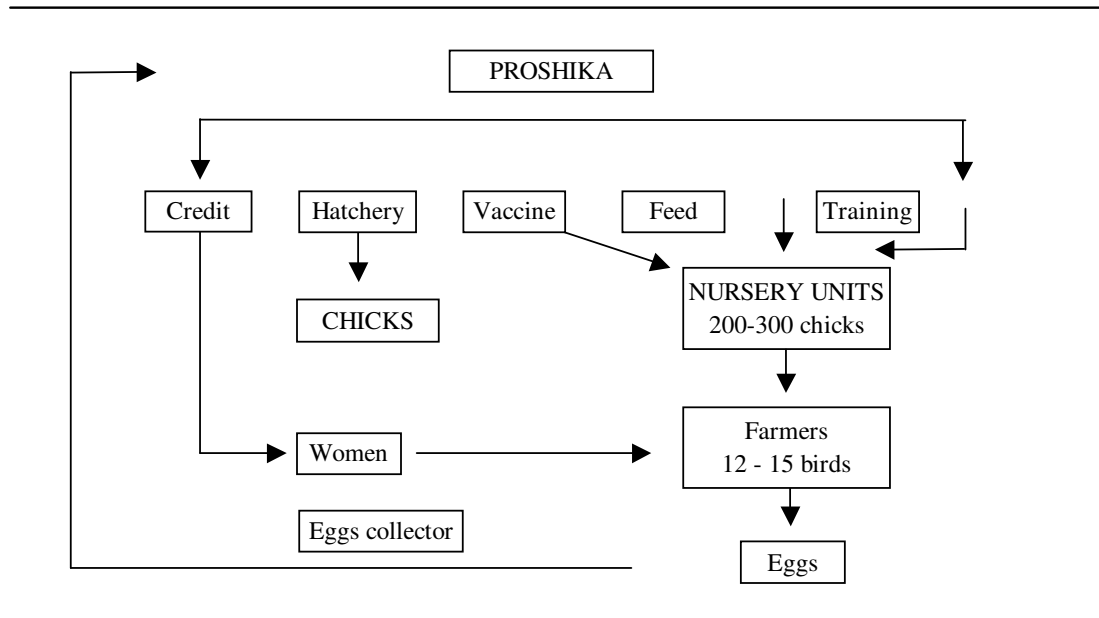 PROSHIKA
Credit
Hatchery
Vaccine
Feed
Training
NURSERY UNITS
200-300 chicks
CHICKS
Farmers
12 - 15 birds
Women
Eggs collector
Eggs